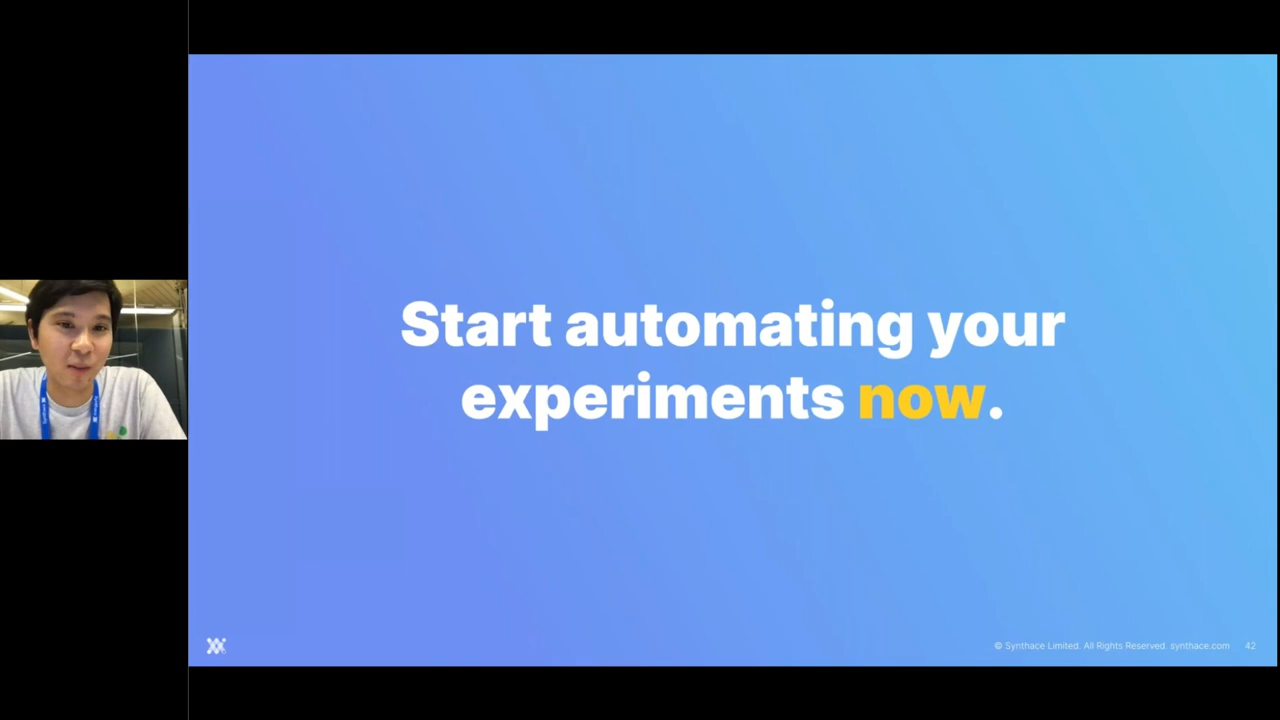 Start automating your
experiments now.
© Synthace Limited. All Rights Reserved. synthace.com 42